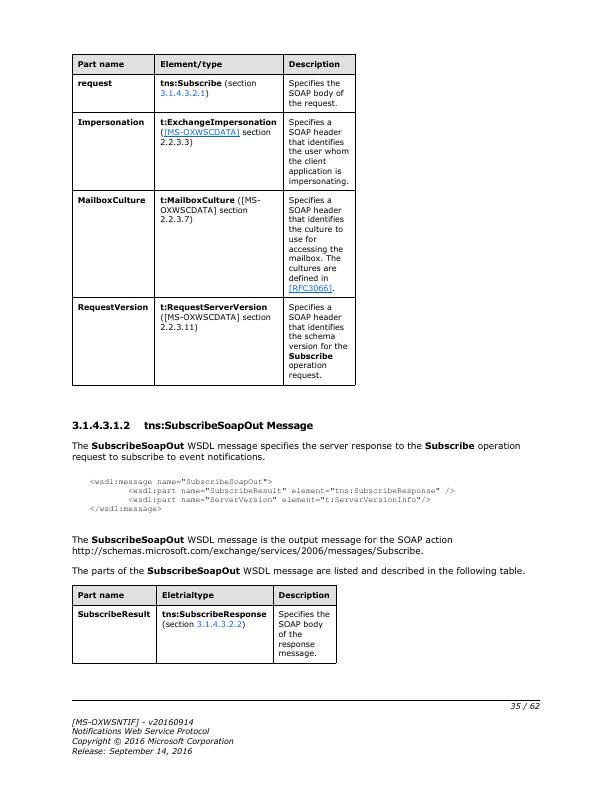 Part name Element/type Description
request tns:Subscribe (section Specifies the
3.1.4.3.2.1) SOAP body of
the request.
Impersonation t:ExchangeImpersonation Specifies a
([MS-OXWSCDATA] section SOAP header
2.2.3.3) that identifies
the user whom
the client
application is
impersonating.
MailboxCulture t:MailboxCulture ([MS- Specifies a
OXWSCDATA] section SOAP header
2.2.3.7) that identifies
the culture to
use for
accessing the
mailbox. The
cultures are
defined in
[RFC3066].
RequestVersion t:RequestServerVersion Specifies a
([MS-OXWSCDATA] section SOAP header
2.2.3.11) that identifies
the schema
version for the
Subscribe
operation
request.
3.1.4.3.1.2 tns:SubscribeSoapOut Message
The SubscribeSoapOut WSDL message specifies the server response to the Subscribe operation
request to subscribe to event notifications.
<wsdl:message name="SubscribeSoapOut">
<wsdl:part name="SubscribeResult" element="tns:SubscribeResponse" />
<wsdl:part name="ServerVersion" element="t:ServerVersionInfo"/>
</wsdl:message>
The SubscribeSoapOut WSDL message is the output message for the SOAP action
http://schemas.microsoft.com/exchange/services/2006/messages/Subscribe.
The parts of the SubscribeSoapOut WSDL message are listed and described in the following table.
Part name Eletrialtype Description
SubscribeResult tns:SubscribeResponse Specifies the
(section 3.1.4.3.2.2) SOAP body
of the
response
message.
35 / 62
[MS-OXWSNTIF] - v20160914
Notifications Web Service Protocol
Copyright © 2016 Microsoft Corporation
Release: September 14, 2016